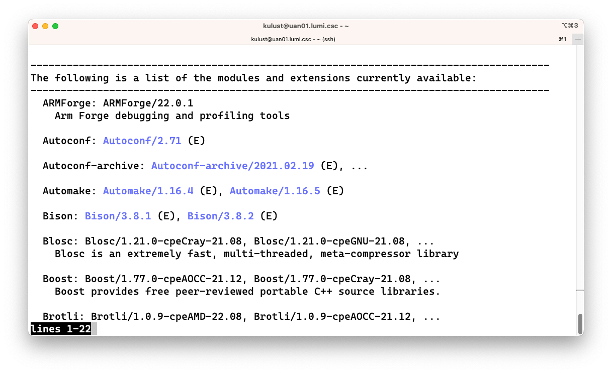 kulust@uan01.lumi.csc - ~
⌥⌘3
kulust@uan01.lumi.csc - ~ (ssh)
⌘1
The following is a list of the modules and extensions currently available:
ARMForge: ARMForge/22.0.1
Arm Forge debugging and profiling tools
Autoconf: Autoconf/2.71 (E)
Autoconf-archive: Autoconf-archive/2021.02.19 (E), ...
Automake: Automake/1.16.4 (E), Automake/1.16.5 (E)
Bison: Bison/3.8.1 (E), Bison/3.8.2 (E)
Blosc: Blosc/1.21.0-cpeCray-21.08, Blosc/1.21.0-cpeGNU-21.08, ...
Blosc is an extremely fast, multi-threaded, meta-compressor library
Boost: Boost/1.77.0-cpeAOCC-21.12, Boost/1.77.0-cpeCray-21.08, ...
Boost provides free peer-reviewed portable C++ source libraries.
Brotli: Brotli/1.0.9-cpeAMD-22.08, Brotli/1.0.9-cpeAOCC-21.12, ...
lines 1-22